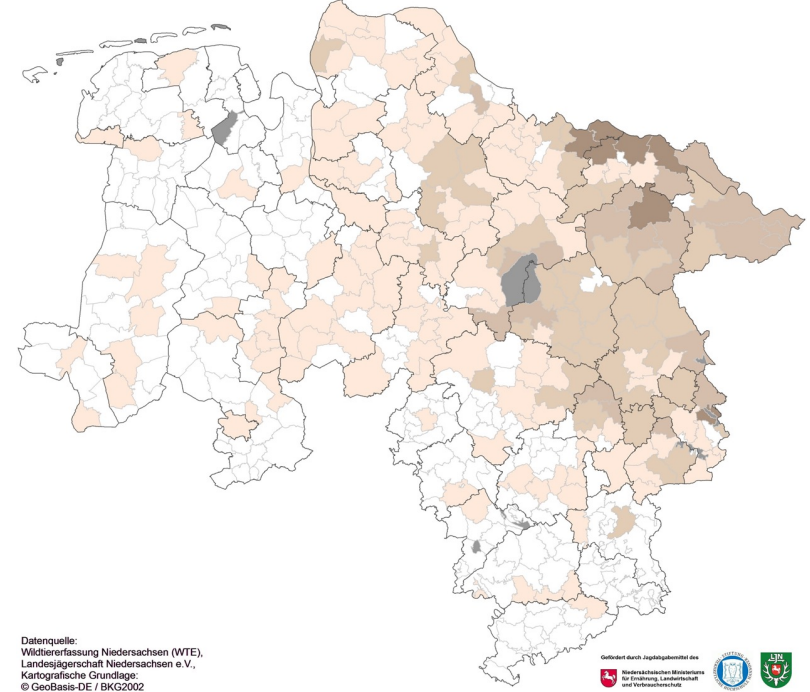 Datenquelle:
Wildtiererfassung Niedersachsen (WTE),
Landesjägerschaft Niedersachsen e.V.,
Kartografische Grundlage:
© GeoBasis-DE / BKG2002
Gefördert durch Jagdabgabemittel des
Niedersächsischen Ministeriums
für Ernährung, Landwirtschaft
und Verbraucherschutz
LJN